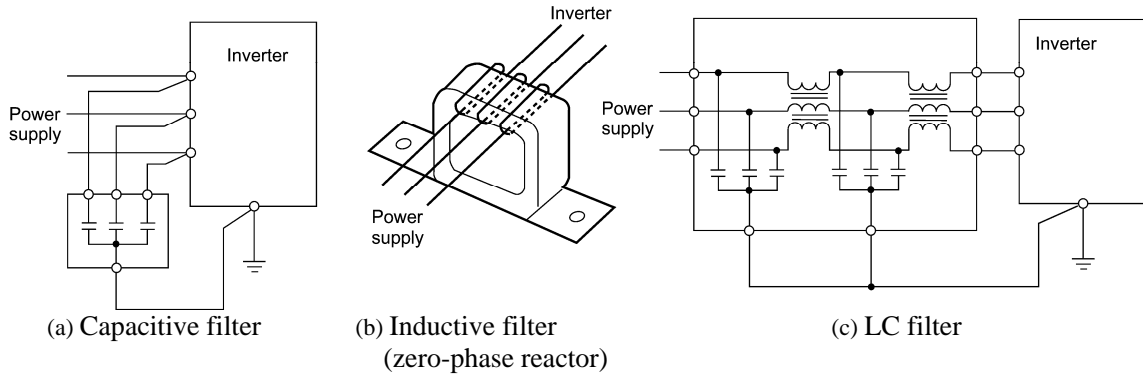 Inverter
Power
supply
(a) Capacitive filter
Inverter
Power
supply
(b) Inductive filter
(zero-phase reactor)
Inverter
Power
supply
(c) LC filter